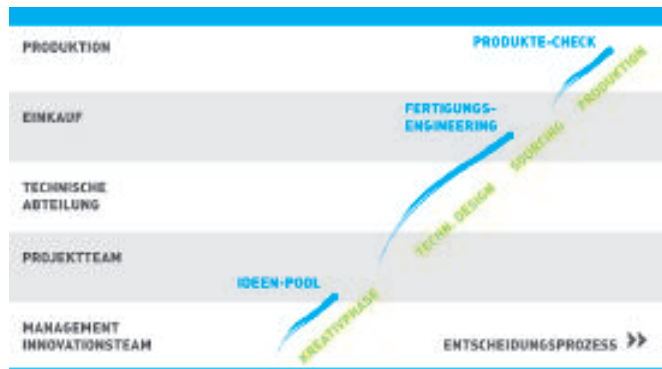 PRODUKTION
PRODUKTE-CHECK
PRODUKTION
EINKAUF
FERTIGUNGS-
ENGINEERING
SOURCING
TECHNISCHE
ABTEILUNG
TECHN. DESIGN
PROJEKTTEAM
IDEEN-POOL
KREATIVPHASE
MANAGEMENT
INNOVATIONSTEAM
ENTSCHEIDUNGSPROZESS